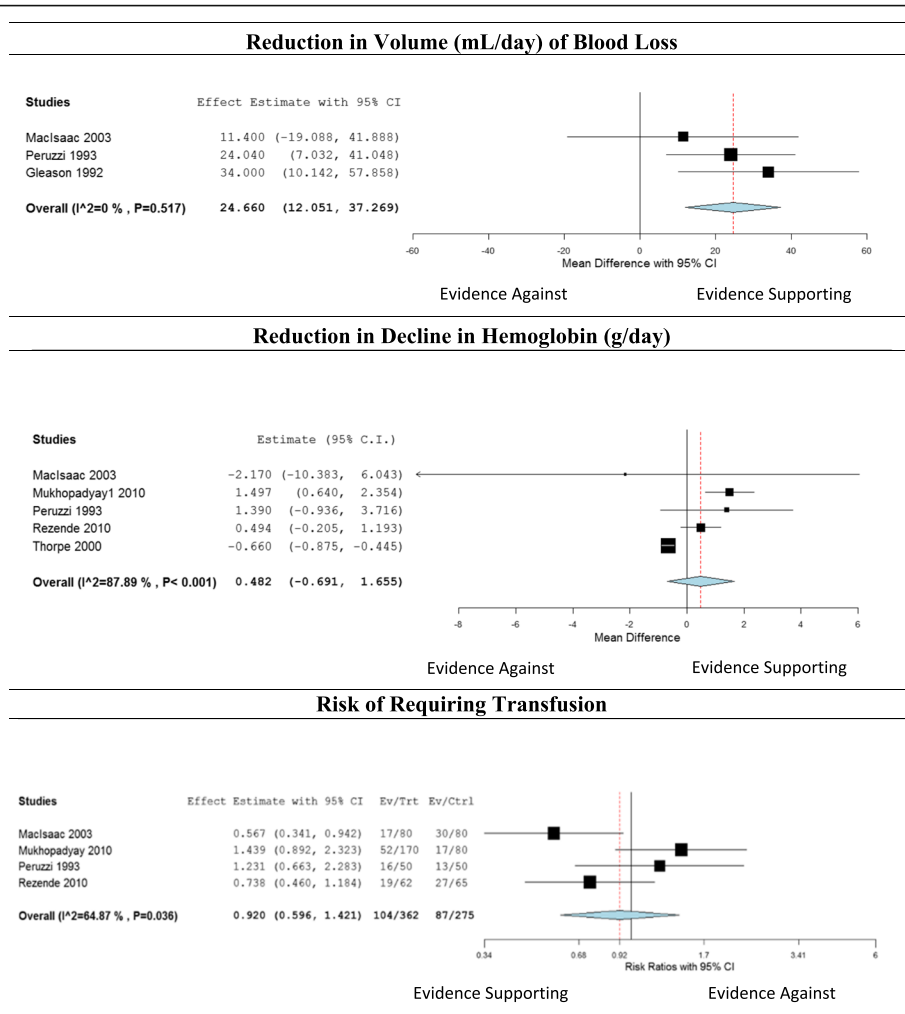 Reduction in Volume (mL/day) of Blood Loss
Studies Effect Estimate with 95% CI
MacIsaac 2003 11.400 (-19.088, 41.888)
Peruzzi 1993 24.040 (7.032, 41.048)
Gleason 1992 34.000 (10.142, 57.858)
Overall (I^2=0 % , P=0.517) 24.660 (12.051, 37.269)
-60 -40 -20 0 20 40 60
Mean Difference with 95% CI
Evidence Against Evidence Supporting
Reduction in Decline in Hemoglobin (g/day)
Studies Estimate (95% C.I.)
MacIsaac 2003 -2.170 (-10.383, 6.043)
Mukhopadyay1 2010 1.497 (0.640, 2.354)
Peruzzi 1993 1.390 (-0.936, 3.716)
Rezende 2010 0.494 (-0.205, 1.193)
Thorpe 2000 -0.660 (-0.875, -0.445)
Overall (I^2=87.89 % , P< 0.001) 0.482 (-0.691, 1.655)
-8 -6 -4 -2 0 2 4 6
Mean Difference
Evidence Against Evidence Supporting
Risk of Requiring Transfusion
Studies Effect Estimate with 95% CI Ev/Trt Ev/Ctrl
MacIsaac 2003 0.567 (0.341, 0.942) 17/80 30/80
Mukhopadyay 2010 1.439 (0.892, 2.323) 52/170 17/80
Peruzzi 1993 1.231 (0.663, 2.283) 16/50 13/50
Rezende 2010 0.738 (0.460, 1.184) 19/62 27/65
Overall (I^2=64.87 % , P=0.036) 0.920 (0.596, 1.421) 104/362 87/275
0.34 0.68 0.92 1.7 3.41 6
Risk Ratios with 95% CI
Evidence Supporting Evidence Against